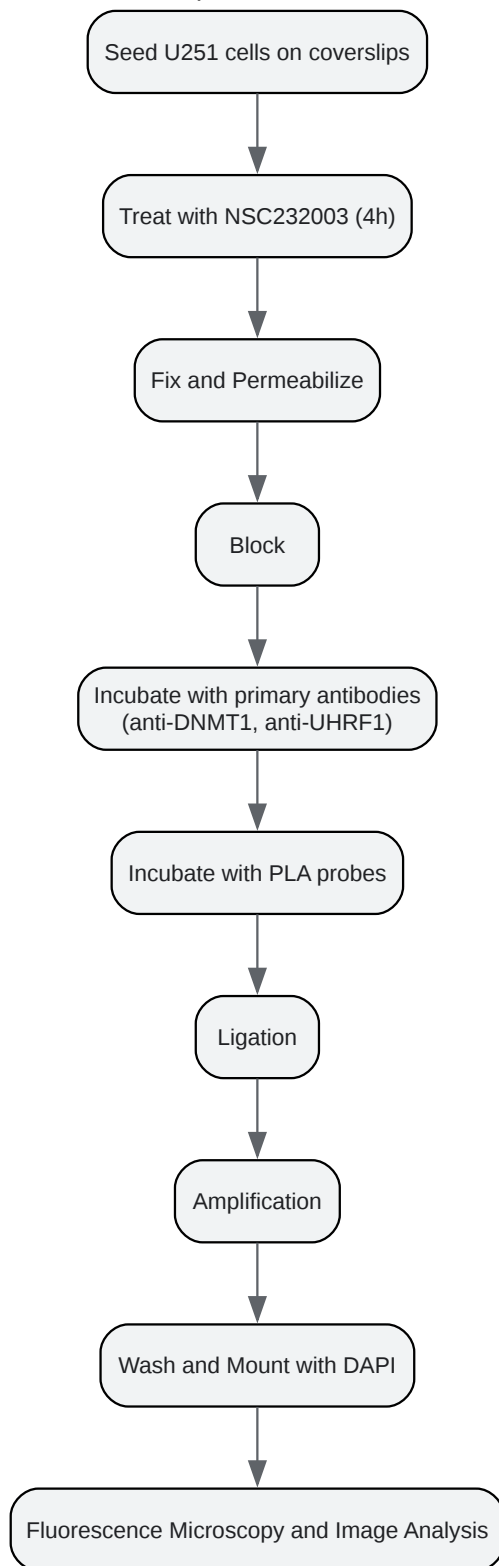 Seed U251 cells on coverslips
Treat with NSC232003 (4h)
Fix and Permeabilize
Block
Incubate with primary antibodies
(anti-DNMT1, anti-UHRF1)
Incubate with PLA probes
Ligation
Amplification
Wash and Mount with DAPI
Fluorescence Microscopy and Image Analysis